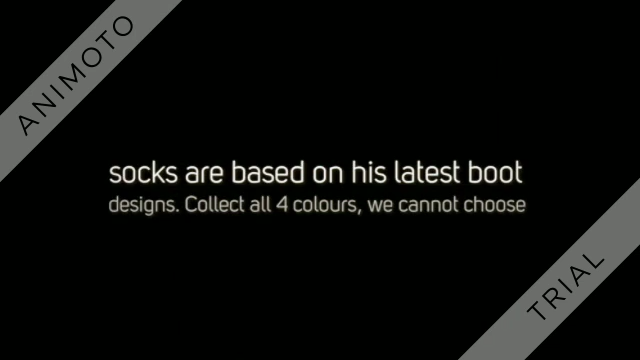 ANIMOTO
socks are based on his latest boot
designs. Collect all 4 colours, we cannot choose
TRIAL